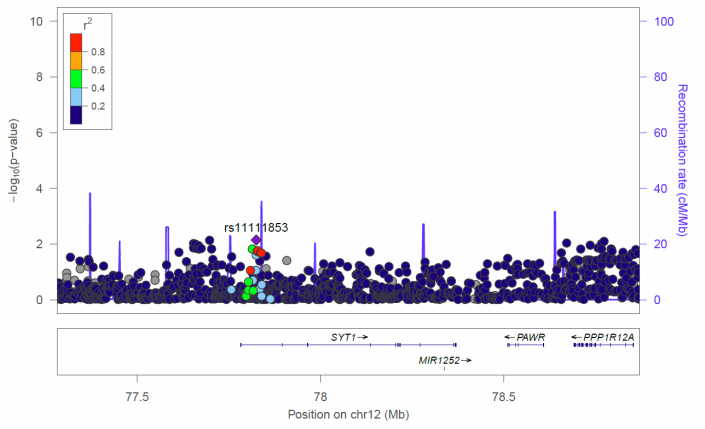 r2
0.8
0.6
0.4
0.2
10
8
6
4
2
0
−log10(p−value)
100
80
60
40
20
0
Recombination rate (cM/Mb)
rs11111853
SYT1→
←PAWR
←PPP1R12A
MIR1252→
77.5
78
78.5
Position on chr12 (Mb)